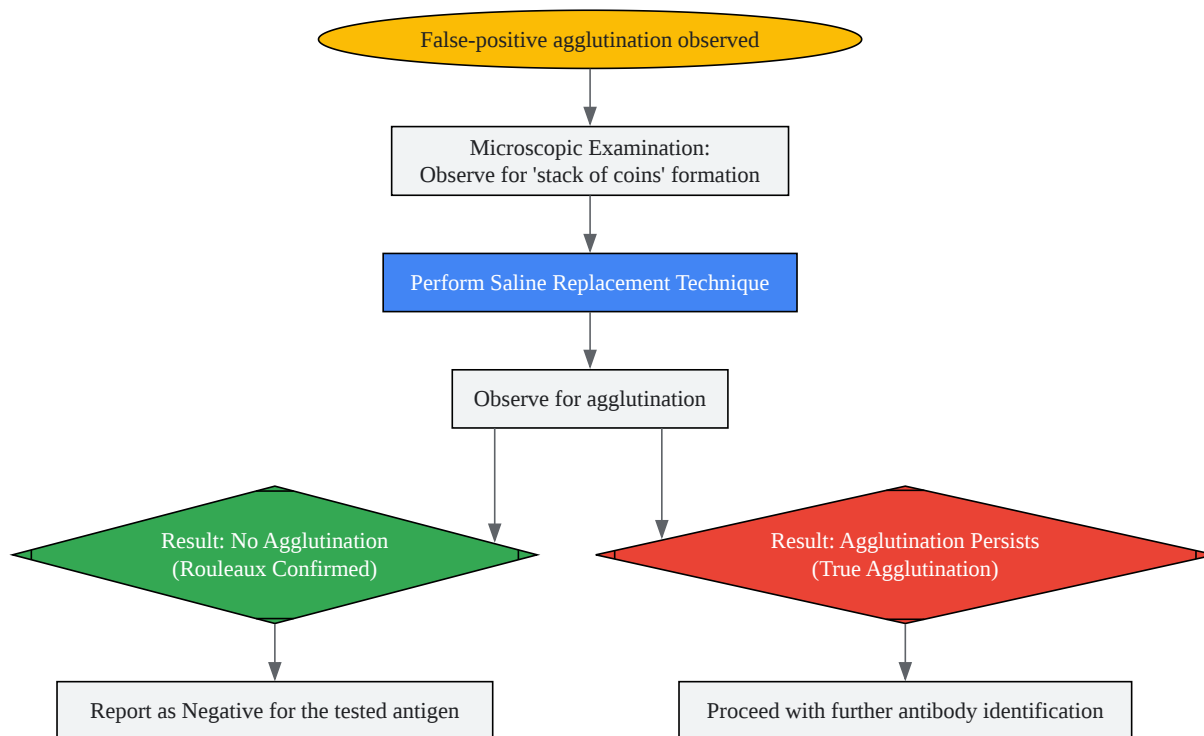 False-positive agglutination observed
Microscopic Examination:
Observe for 'stack of coins' formation
Perform Saline Replacement Technique
Observe for agglutination
Result: No Agglutination
(Rouleaux Confirmed)
Result: Agglutination Persists
(True Agglutination)
Report as Negative for the tested antigen
Proceed with further antibody identification